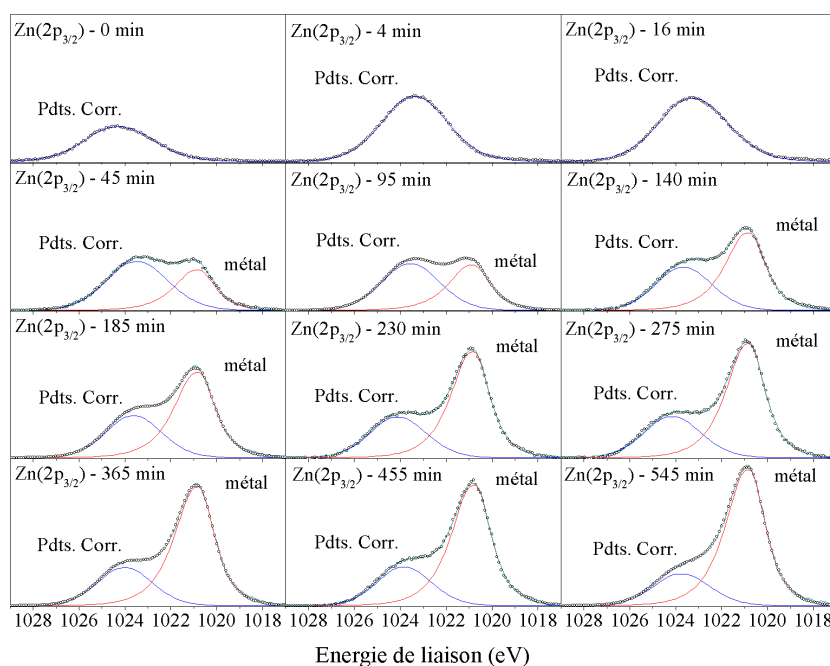 Zn(2p3/2) - 0 min
Zn(2p3/2) - 4 min
Zn(2p3/2) - 16 min
Pdts. Corr.
Pdts. Corr.
Pdts. Corr.
Zn(2p3/2) - 45 min
Zn(2p3/2) - 95 min
Zn(2p3/2) - 140 min
Pdts. Corr.
métal
Pdts. Corr.
métal
Pdts. Corr.
métal
Zn(2p3/2) - 185 min
Zn(2p3/2) - 230 min
Zn(2p3/2) - 275 min
Pdts. Corr.
métal
Pdts. Corr.
métal
Pdts. Corr.
métal
Zn(2p3/2) - 365 min
Zn(2p3/2) - 455 min
Zn(2p3/2) - 545 min
Pdts. Corr.
métal
Pdts. Corr.
métal
Pdts. Corr.
métal
1028 1026 1024 1022 1020 1018
1028 1026 1024 1022 1020
1028 1026 1024 1022 1020 1018
Energie de liaison (eV)